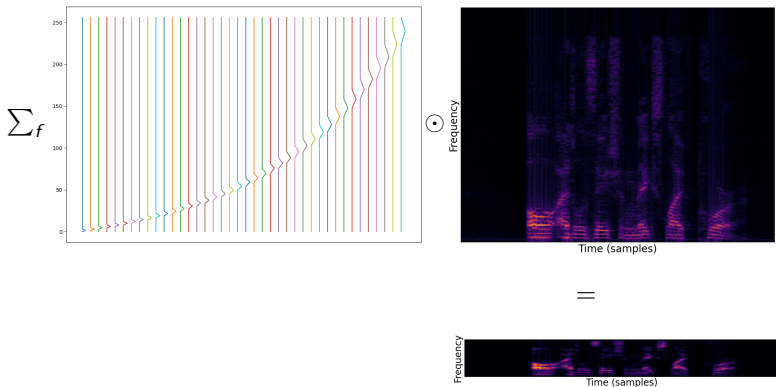 250
200
150
100
50
0
∑f
⊙
Frequency
Time (samples)
=
Frequency
Time (samples)